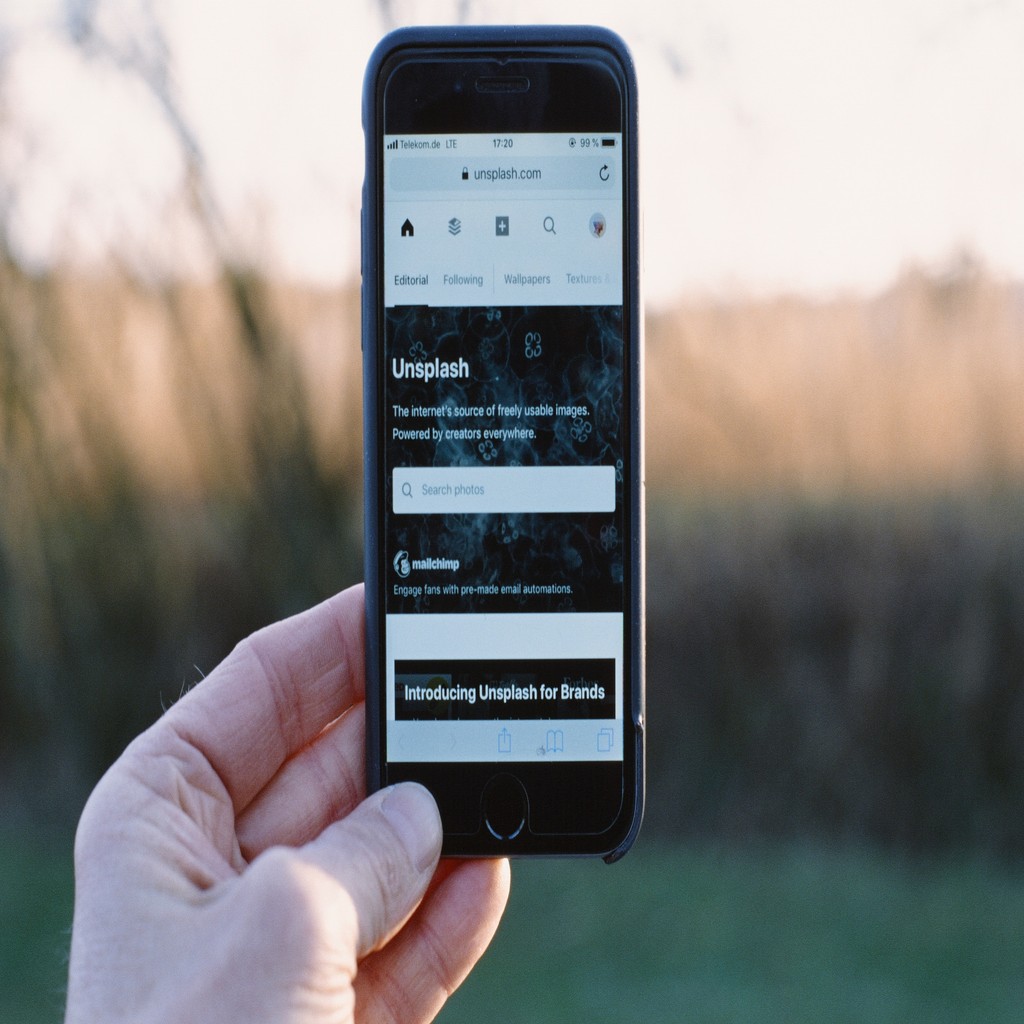 Telekom.de LTE 17:20 99 %
unsplash.com
Editorial Following Wallpapers Textures
Unsplash
The internet's source of freely usable images.
Powered by creators everywhere.
Search photos
mailchimp
Engage fans with pre-made email automations.
Introducing Unsplash for Brands